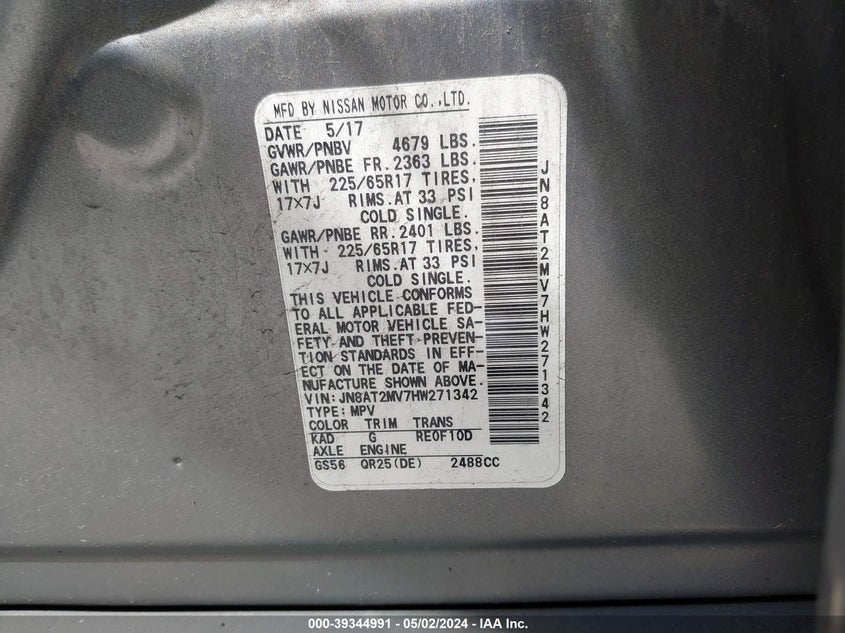 MFD BY NISSAN MOTOR CO.,LTD.
DATE 5/17
GVWR/PNBV 4679 LBS.
GAWR/PNBE FR.2363 LBS.
WITH 225/65R17 TIRES,
17×7J RIMS.AT 33 PSI
COLD SINGLE.
GAWR/PNBE RR.2401 LBS.
WITH 225/65R17 TIRES,
17×7J RIMS.AT 33 PSI
COLD SINGLE.
THIS VEHICLE CONFORMS
TO ALL APPLICABLE FED-
ERAL MOTOR VEHICLE SA-
FETY AND THEFT PREVEN-
TION STANDARDS IN EFF-
ECT ON THE DATE OF MA-
NUFACTURE SHOWN ABOVE.
VIN:JN8AT2MV7HW271342
TYPE:MPV
COLOR TRIM TRANS
KAD G RE0F10D
AXLE ENGINE
GS56 QR25(DE) 2488CC
JN8AT2MV7HW271342
000-39344991 - 05/02/2024 - IAA Inc.